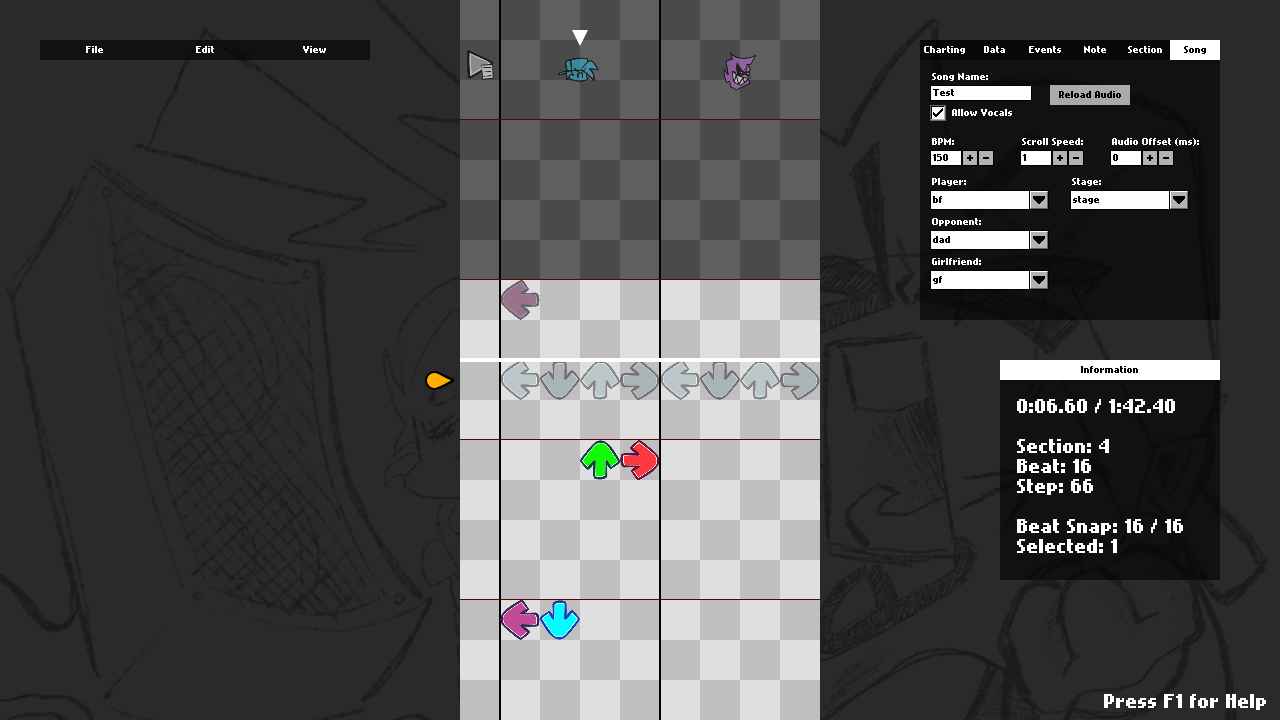 File Edit View
Charting Data Events Note Section Song
Song Name:
Test
Reload Audio
Allow Vocals
BPM: Scroll Speed: Audio Offset (ms):
150 + - 1 + - 0 + -
Player: Stage:
bf stage
Opponent:
dad
Girlfriend:
gf
Information
0:06.60 / 1:42.40
Section: 4
Beat: 16
Step: 66
Beat Snap: 16 / 16
Selected: 1
Press F1 for Help